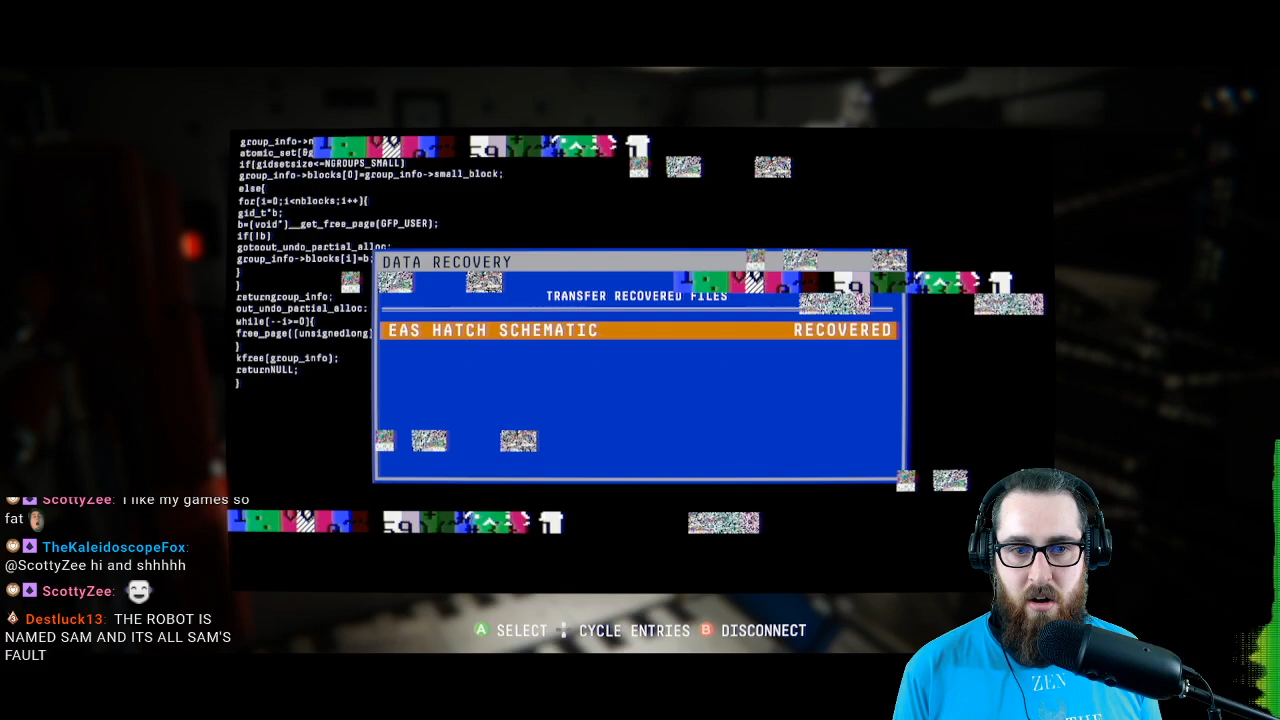 group_info->n
atomic_set(&g
if(gidsetsize<=NGROUPS_SMALL)
group_info->blocks[0]=group_info->small_block;
else{
for(i=0;i<nblocks;i++){
gid_t*b;
b=(void*)__get_free_page(GFP_USER);
if(!b)
gotoout_undo_partial_alloc;
group_info->blocks[i]=b;
}
}
returngroup_info;
out_undo_partial_alloc:
while(--i>=0){
free_page((unsignedlong)
}
kfree(group_info);
returnNULL;
}
DATA RECOVERY
TRANSFER RECOVERED FILES
EAS HATCH SCHEMATIC RECOVERED
A SELECT CYCLE ENTRIES B DISCONNECT
ScottyZee: I like my games so
fat
TheKaleidoscopeFox:
@ScottyZee hi and shhhhh
ScottyZee:
Destluck13: THE ROBOT IS
NAMED SAM AND ITS ALL SAM'S
FAULT
ZEN
THE